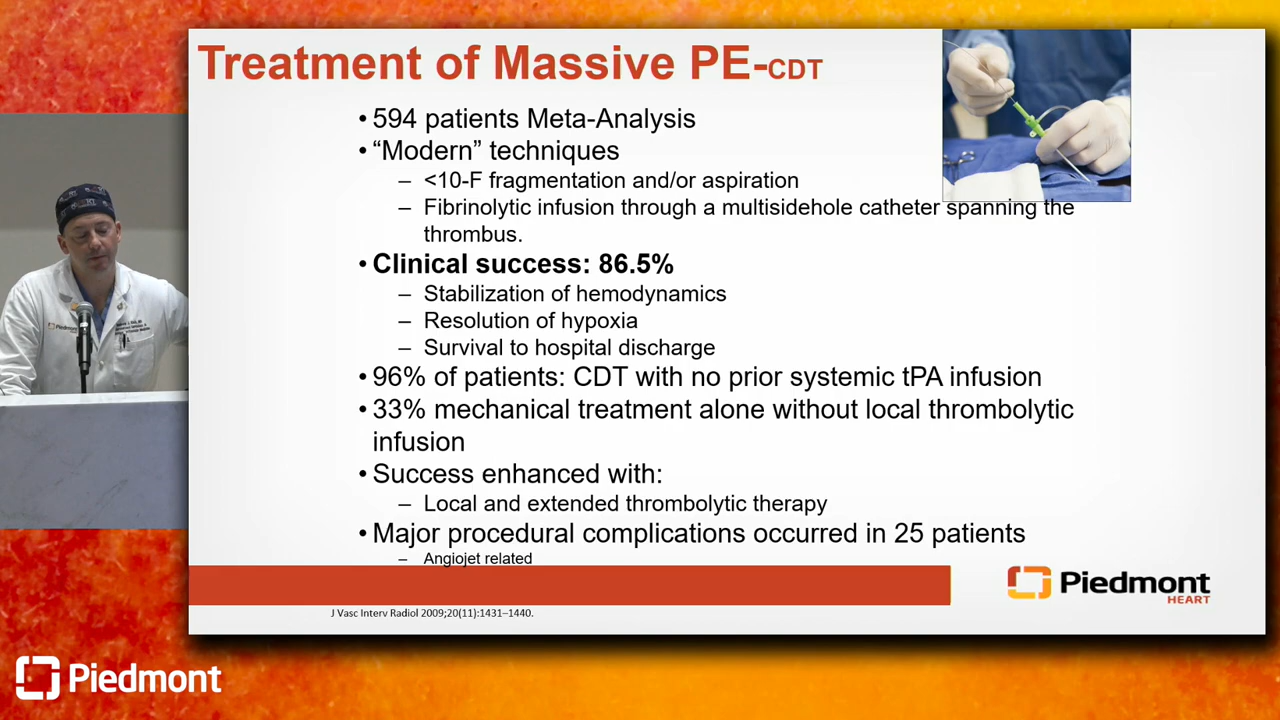 Treatment of Massive PE-CDT
• 594 patients Meta-Analysis
• “Modern” techniques
– <10-F fragmentation and/or aspiration
– Fibrinolytic infusion through a multisidehole catheter spanning the
thrombus.
• Clinical success: 86.5%
– Stabilization of hemodynamics
– Resolution of hypoxia
– Survival to hospital discharge
• 96% of patients: CDT with no prior systemic tPA infusion
• 33% mechanical treatment alone without local thrombolytic
infusion
• Success enhanced with:
– Local and extended thrombolytic therapy
• Major procedural complications occurred in 25 patients
– Angiojet related
J Vasc Interv Radiol 2009;20(11):1431–1440.
Piedmont
HEART
Piedmont
Piedmont